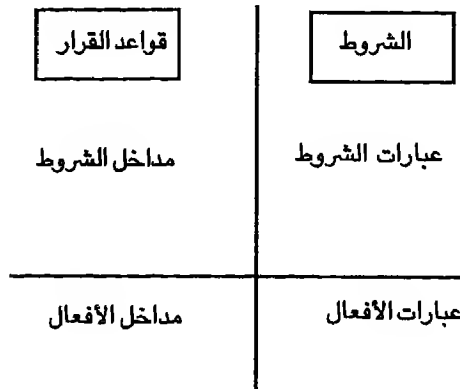 الشروط
قواعد القرار
عبارات الشروط
مداخل الشروط
عبارات الأفعال
مداخل الأفعال